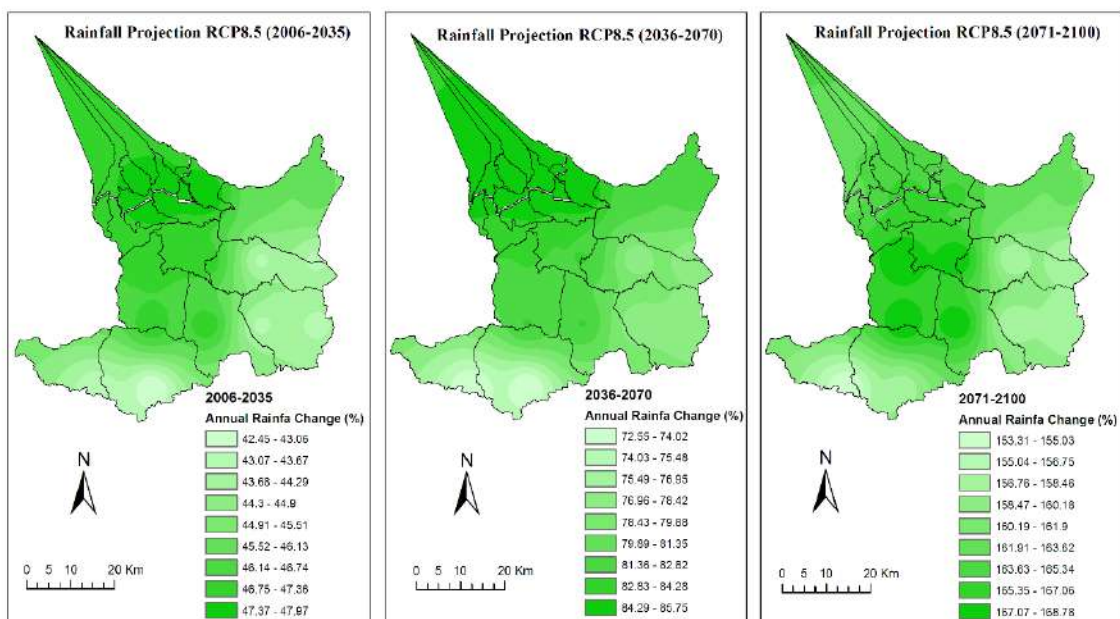 Rainfall Projection RCP8.5 (2006-2035)
2006-2035
Annual Rainfa Change (%)
42.45 - 43.06
43.07 - 43.67
43.68 - 44.29
44.3 - 44.9
44.91 - 45.51
45.52 - 46.13
46.14 - 46.74
46.75 - 47.36
47.37 - 47.97
N
0 5 10 20 Km
Rainfall Projection RCP8.5 (2036-2070)
2036-2070
Annual Rainfa Change (%)
72.55 - 74.02
74.03 - 75.48
75.49 - 76.95
76.96 - 78.42
78.43 - 79.88
79.89 - 81.35
81.36 - 82.82
82.83 - 84.28
84.29 - 85.75
N
0 5 10 20 Km
Rainfall Projection RCP8.5 (2071-2100)
2071-2100
Annual Rainfa Change (%)
153.31 - 155.03
155.04 - 156.75
156.76 - 158.46
158.47 - 160.18
160.19 - 161.9
161.91 - 163.62
163.63 - 165.34
165.35 - 167.06
167.07 - 168.78
N
0 5 10 20 Km